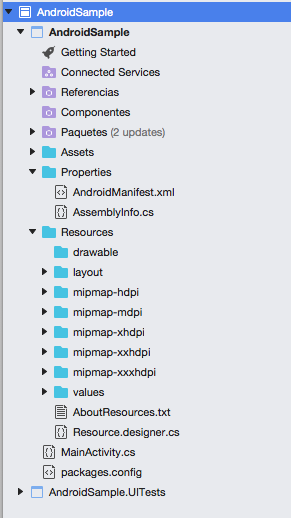 AndroidSample
AndroidSample
Getting Started
Connected Services
Referencias
Componentes
Paquetes (2 updates)
Assets
Properties
AndroidManifest.xml
AssemblyInfo.cs
Resources
drawable
layout
mipmap-hdpi
mipmap-mdpi
mipmap-xhdpi
mipmap-xxhdpi
mipmap-xxxhdpi
values
AboutResources.txt
Resource.designer.cs
MainActivity.cs
packages.config
AndroidSample.UITests